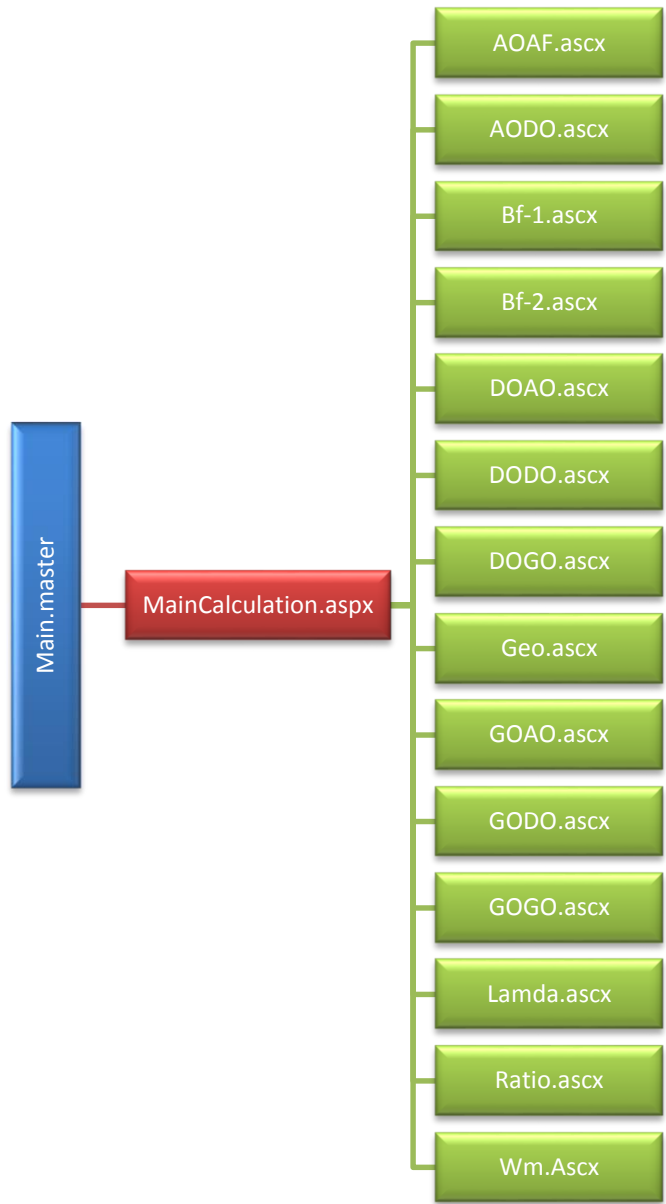 Main.master
MainCalculation.aspx
AOAF.ascx
AODO.ascx
Bf-1.ascx
Bf-2.ascx
DOAO.ascx
DODO.ascx
DOGO.ascx
Geo.ascx
GOAO.ascx
GODO.ascx
GOGO.ascx
Lamda.ascx
Ratio.ascx
Wm.Ascx